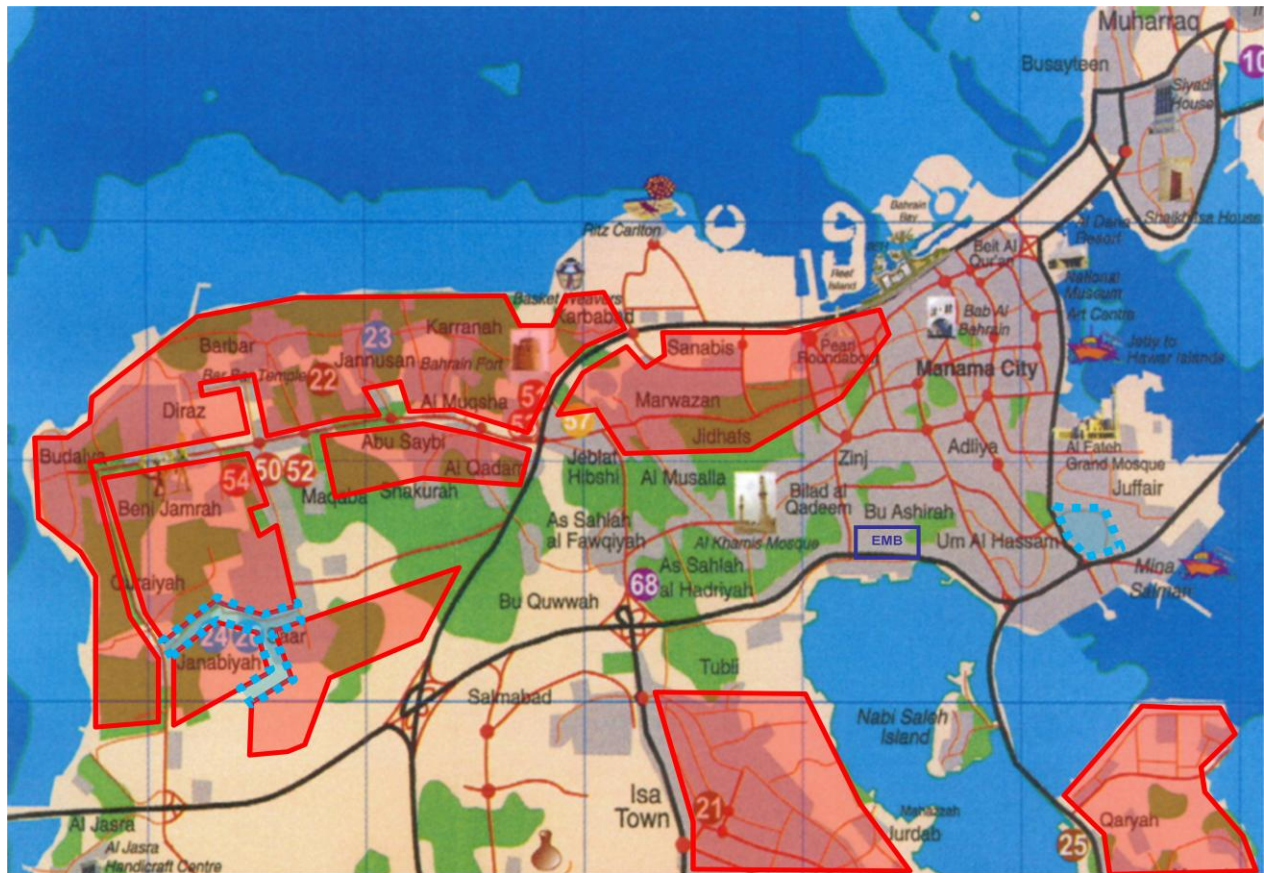 Muharraq
Busayteen
10
Siyadi
House
Shaikh Isa House
Ritz Carlton
Bahrain
Bay
Beit Al
Qur'an
Al Dana
Resort
Reef
Island
National
Museum
Art Centre
Basket Weavers
Karbabad
Bab Al
Bahrain
Karranah
23
Barbar
Jannusan
Bahrain Fort
Sanabis
Pearl
Roundabout
Jetty to
Hawar Islands
Manama City
Bar Bar Temple
22
Diraz
Al Muqsha
51
57
Marwazan
Jidhafs
Abu Saybi
Adliya
Al Fateh
Grand Mosque
Budaiya
Al Qadam
Jeblat
Hibshi
Zinj
54
50
52
Maqaba
Shakurah
Al Musalla
Bilad al
Qadeem
Juffair
Beni Jamrah
Bu Ashirah
As Sahlah
al Fawqiyah
Al Khamis Mosque
EMB
Um Al Hassam
Quraiyah
68
As Sahlah
al Hadriyah
Mina
Salman
Bu Quwwah
24
Janabiyah
Tubli
Salmabad
Nabi Saleh
Island
Isa
Town
21
Mahazzah
Jurdab
Qaryah
25
Al Jasra
Al Jasra
Handicraft Centre